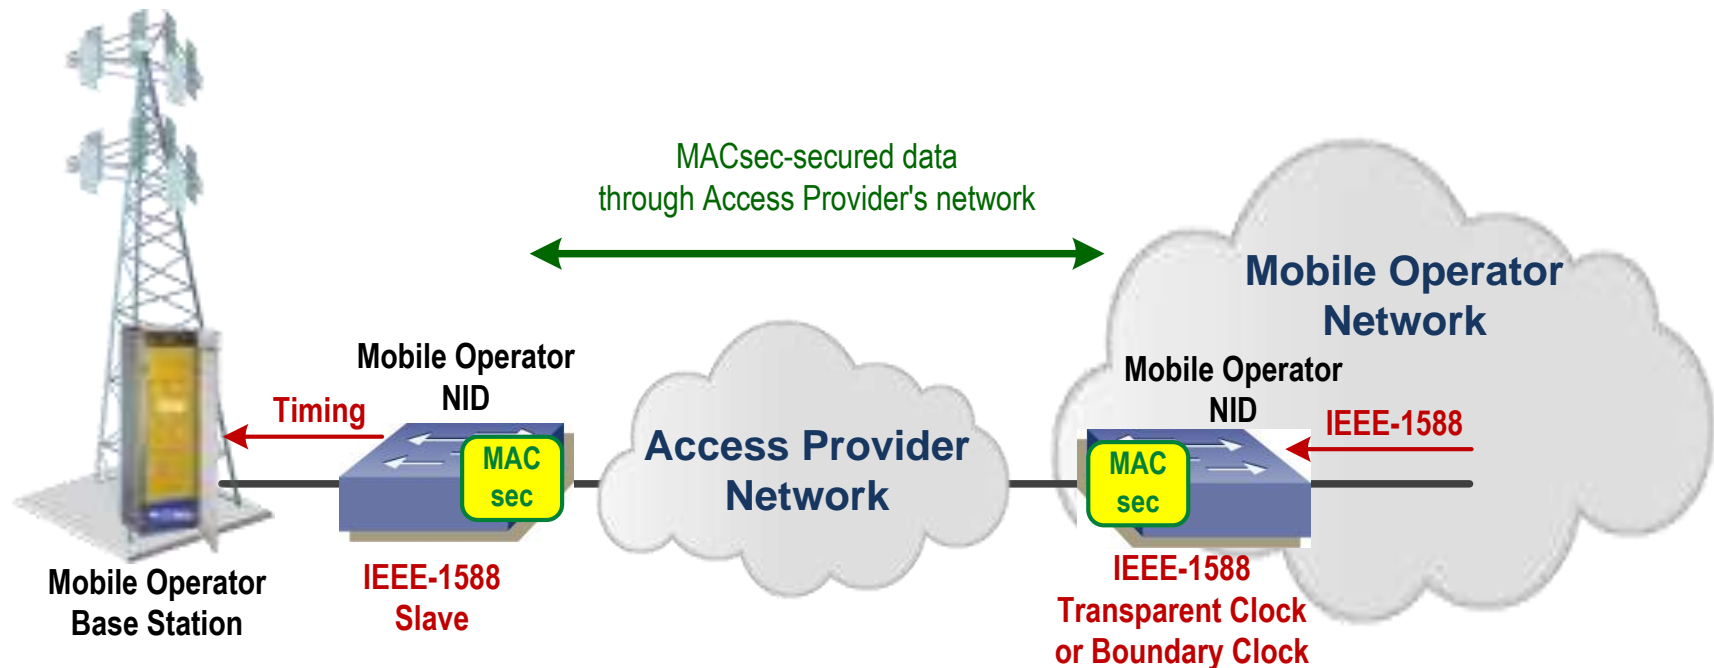 MACsec-secured data
through Access Provider's network
Mobile Operator
Network
Mobile Operator
NID
Mobile Operator
NID
Timing
IEEE-1588
Access Provider
Network
MAC
sec
MAC
sec
Mobile Operator
Base Station
IEEE-1588
Slave
IEEE-1588
Transparent Clock
or Boundary Clock